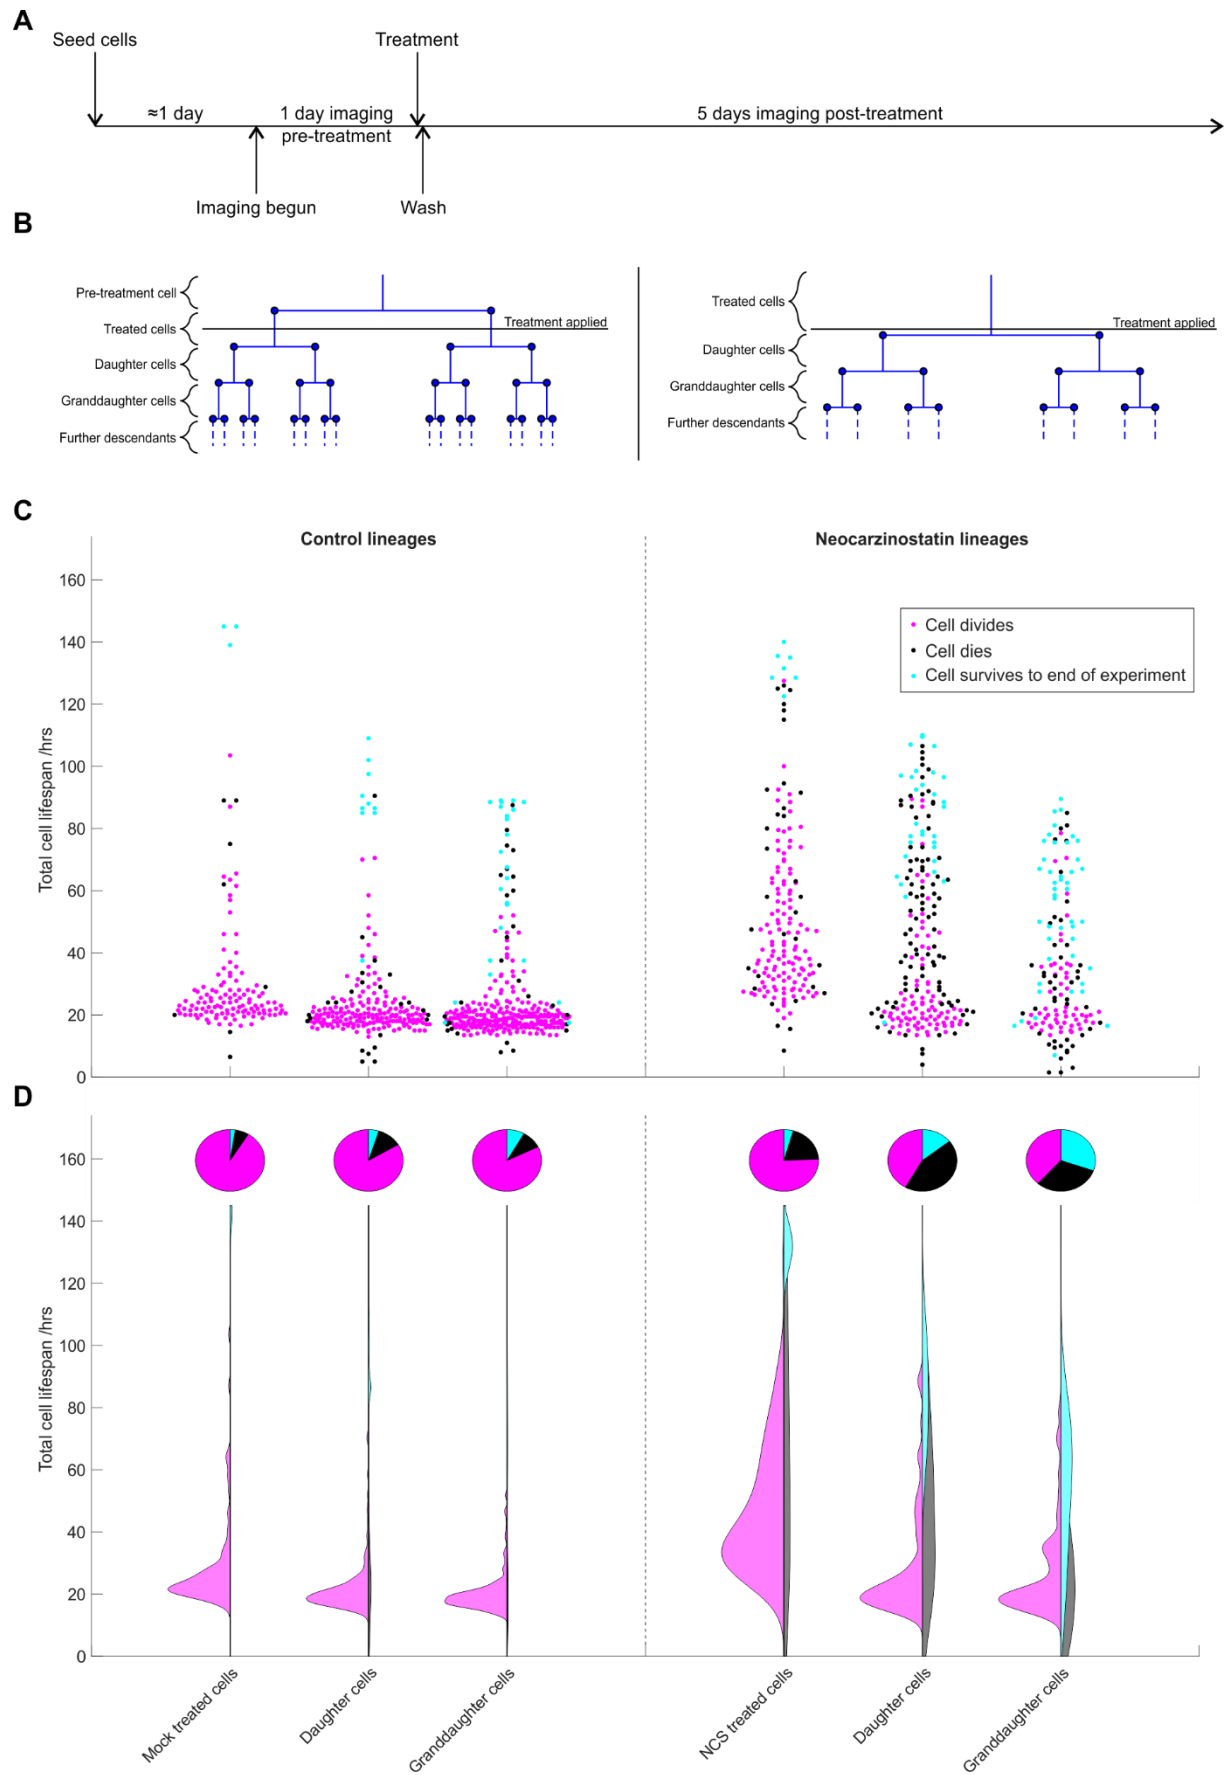 A
Seed cells
Treatment
≈1 day
1 day imaging
pre-treatment
5 days imaging post-treatment
Imaging begun
Wash
B
Pre-treatment cell
Treated cells
Treatment applied
Daughter cells
Granddaughter cells
Further descendants
Treated cells
Treatment applied
Daughter cells
Granddaughter cells
Further descendants
C
Control lineages
Neocarzinostatin lineages
Cell divides
Cell dies
Cell survives to end of experiment
Total cell lifespan /hrs
160
140
120
100
80
60
40
20
0
D
Total cell lifespan /hrs
160
140
120
100
80
60
40
20
0
Mock treated cells
Daughter cells
Granddaughter cells
NCS treated cells
Daughter cells
Granddaughter cells